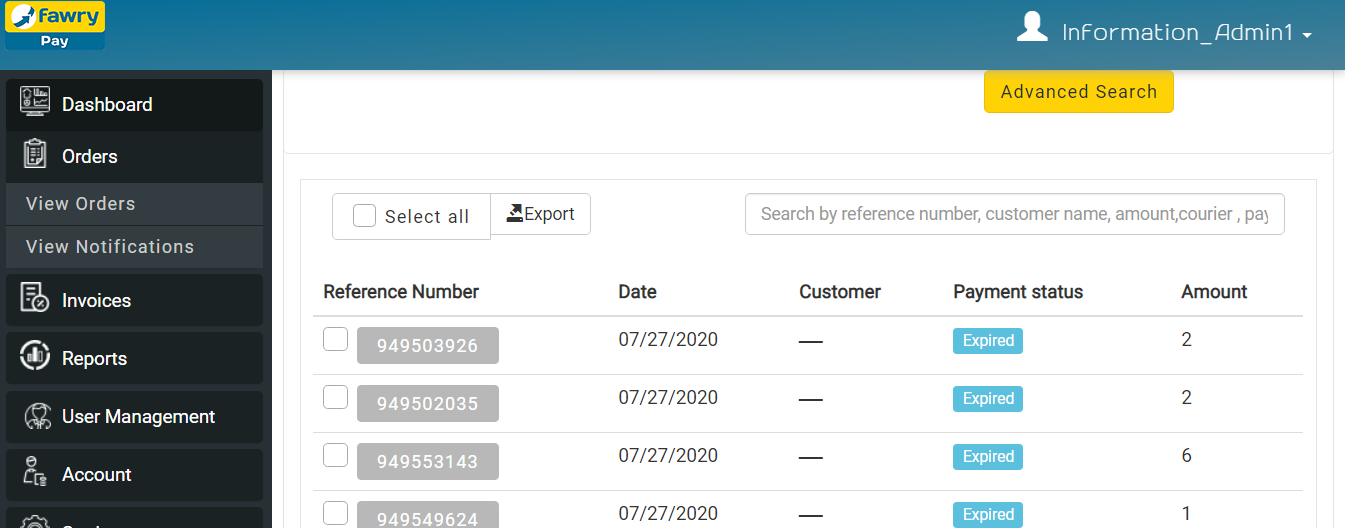 fawry
Pay
Information_Admin1
Dashboard
Orders
View Orders
View Notifications
Invoices
Reports
User Management
Account
Advanced Search
Select all
Export
Search by reference number, customer name, amount,courier , pay
Reference Number Date Customer Payment status Amount
949503926 07/27/2020 — Expired 2
949502035 07/27/2020 — Expired 2
949553143 07/27/2020 — Expired 6
949549624 07/27/2020 — Expired 1